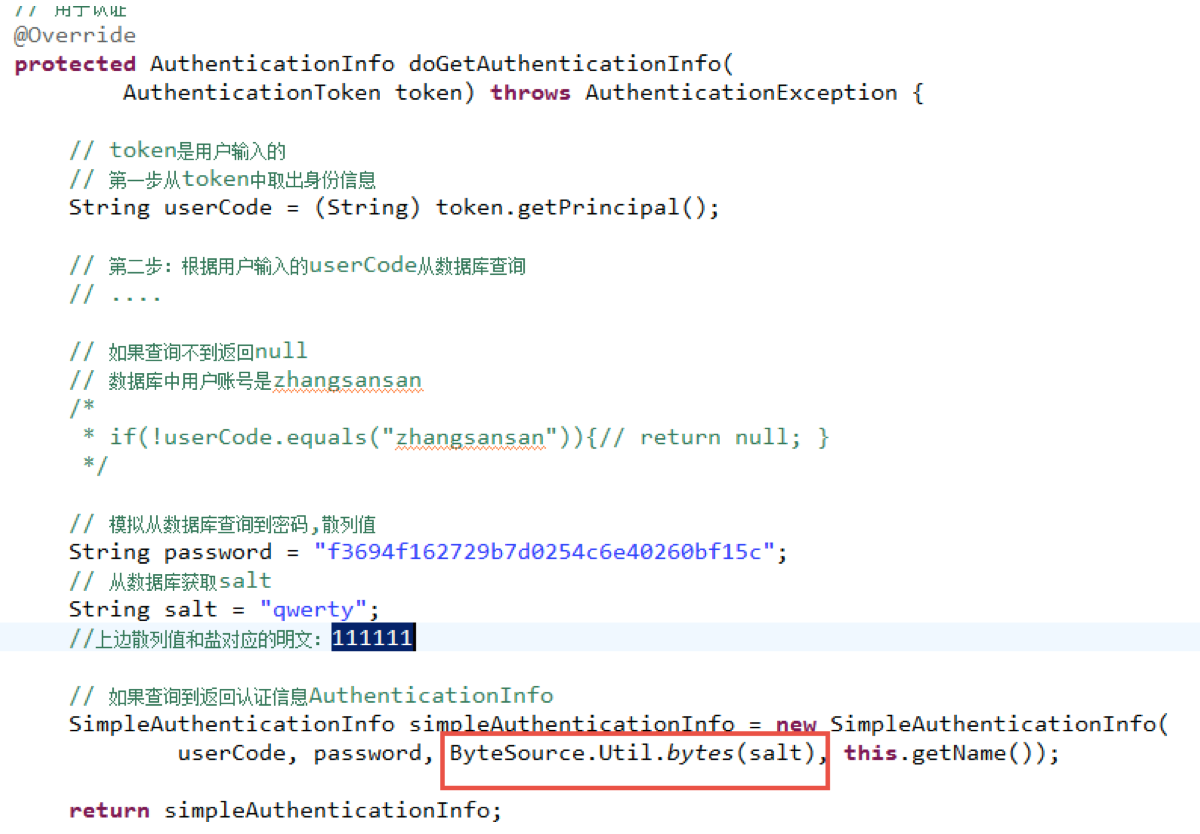 // 用于认证
@Override
protected AuthenticationInfo doGetAuthenticationInfo(
AuthenticationToken token) throws AuthenticationException {
// token是用户输入的
// 第一步从token中取出身份信息
String userCode = (String) token.getPrincipal();
// 第二步：根据用户输入的userCode从数据库查询
// ....
// 如果查询不到返回null
// 数据库中用户账号是zhangsansan
/*
* if(!userCode.equals("zhangsansan")){// return null; }
*/
// 模拟从数据库查询到密码,散列值
String password = "f3694f162729b7d0254c6e40260bf15c";
// 从数据库获取salt
String salt = "qwerty";
//上边散列值和盐对应的明文：111111
// 如果查询到返回认证信息AuthenticationInfo
SimpleAuthenticationInfo simpleAuthenticationInfo = new SimpleAuthenticationInfo(
userCode, password, ByteSource.Util.bytes(salt), this.getName());
return simpleAuthenticationInfo;